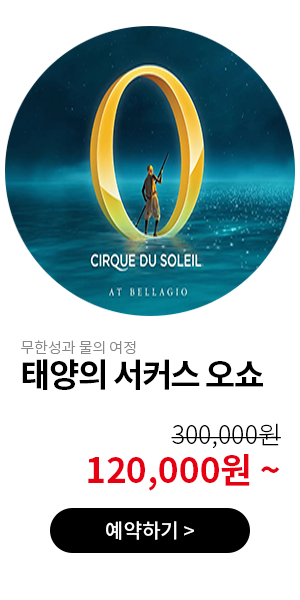 O
CIRQUE DU SOLEIL
AT BELLAGIO
무한성과 물의 여정
태양의 서커스 오쇼
300,000원
120,000원 ~
예약하기 >